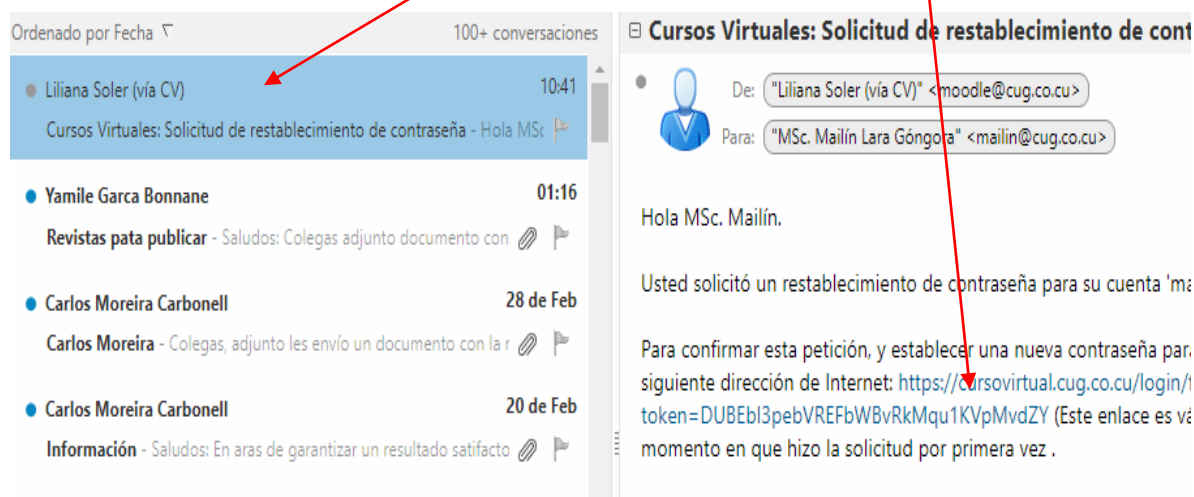 Ordenado por Fecha
100+ conversaciones
Liliana Soler (vía CV)
10:41
Cursos Virtuales: Solicitud de restablecimiento de contraseña - Hola MSc
Yamile Garca Bonnane
01:16
Revistas pata publicar - Saludos: Colegas adjunto documento con
Carlos Moreira Carbonell
28 de Feb
Carlos Moreira - Colegas, adjunto les envío un documento con la r
Carlos Moreira Carbonell
20 de Feb
Información - Saludos: En aras de garantizar un resultado satifacto
Cursos Virtuales: Solicitud de restablecimiento de cont
De: "Liliana Soler (vía CV)" <moodle@cug.co.cu>
Para: "MSc. Mailín Lara Góngora" <mailin@cug.co.cu>
Hola MSc. Mailín.
Usted solicitó un restablecimiento de contraseña para su cuenta 'ma
Para confirmar esta petición, y establecer una nueva contraseña para
siguiente dirección de Internet: https://cursovirtual.cug.co.cu/login/f
token=DUBEbl3pebVREFbWBvRkMqu1KVpMvdZY (Este enlace es vá
momento en que hizo la solicitud por primera vez .